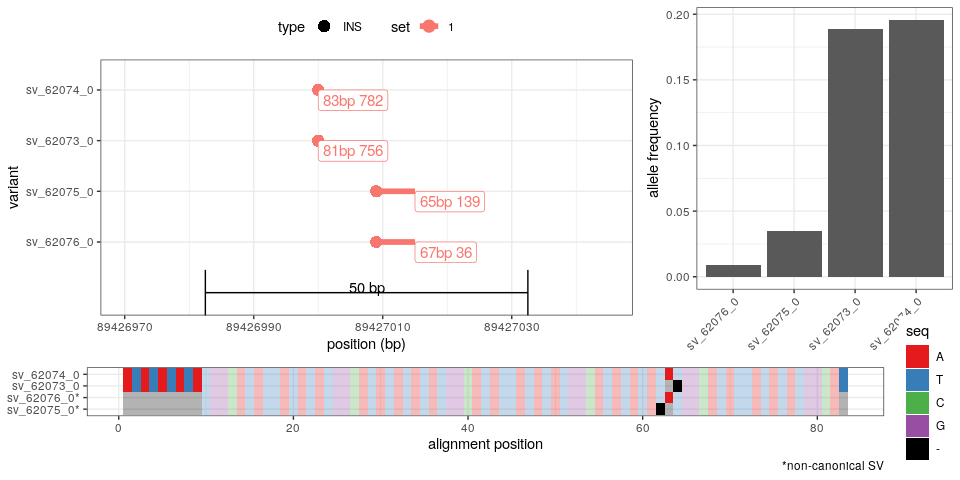 type INS set 1
variant
sv_62074_0
83bp 782
sv_62073_0
81bp 756
sv_62075_0
65bp 139
sv_62076_0
67bp 36
50 bp
89426970 89426990 89427010 89427030
position (bp)
allele frequency
0.20
0.15
0.10
0.05
0.00
sv_62076_0 sv_62075_0 sv_62073_0 sv_62074_0
seq
A
T
C
G
-
sv_62074_0
sv_62073_0
sv_62076_0*
sv_62075_0*
0 20 40 60 80
alignment position
*non-canonical SV